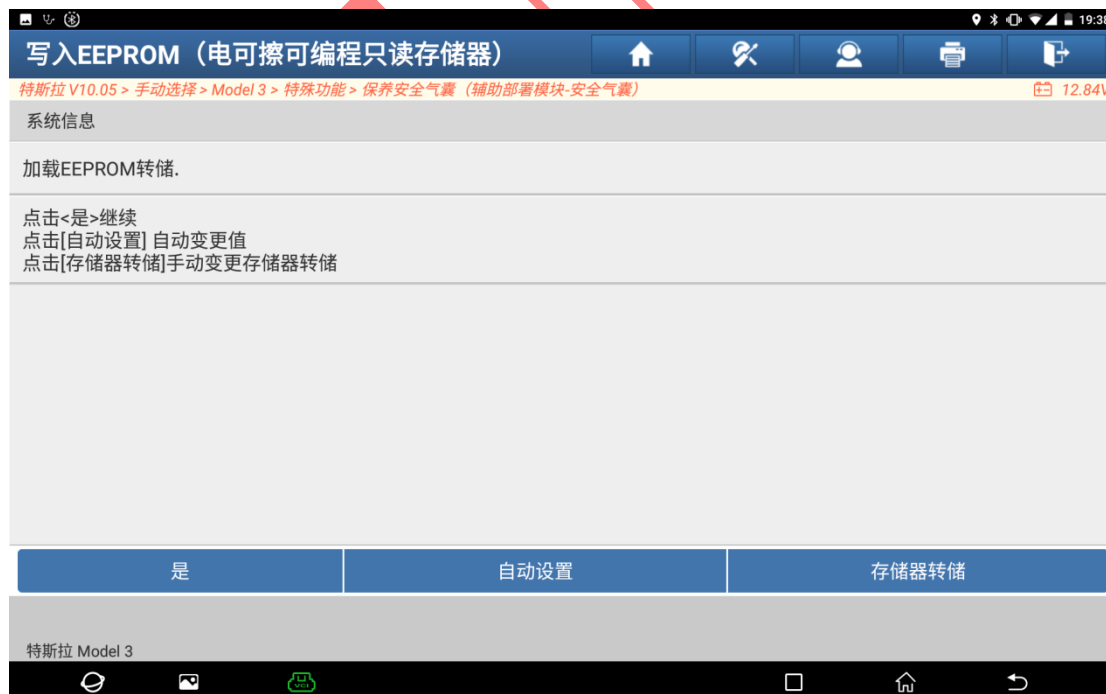 19:38
写入EEPROM（电可擦可编程只读存储器）
特斯拉 V10.05 > 手动选择 > Model 3 > 特殊功能 > 保养安全气囊（辅助部署模块-安全气囊）
12.84V
系统信息
加载EEPROM转储.
点击<是>继续
点击[自动设置] 自动变更值
点击[存储器转储]手动变更存储器转储
是
自动设置
存储器转储
特斯拉 Model 3
VCI